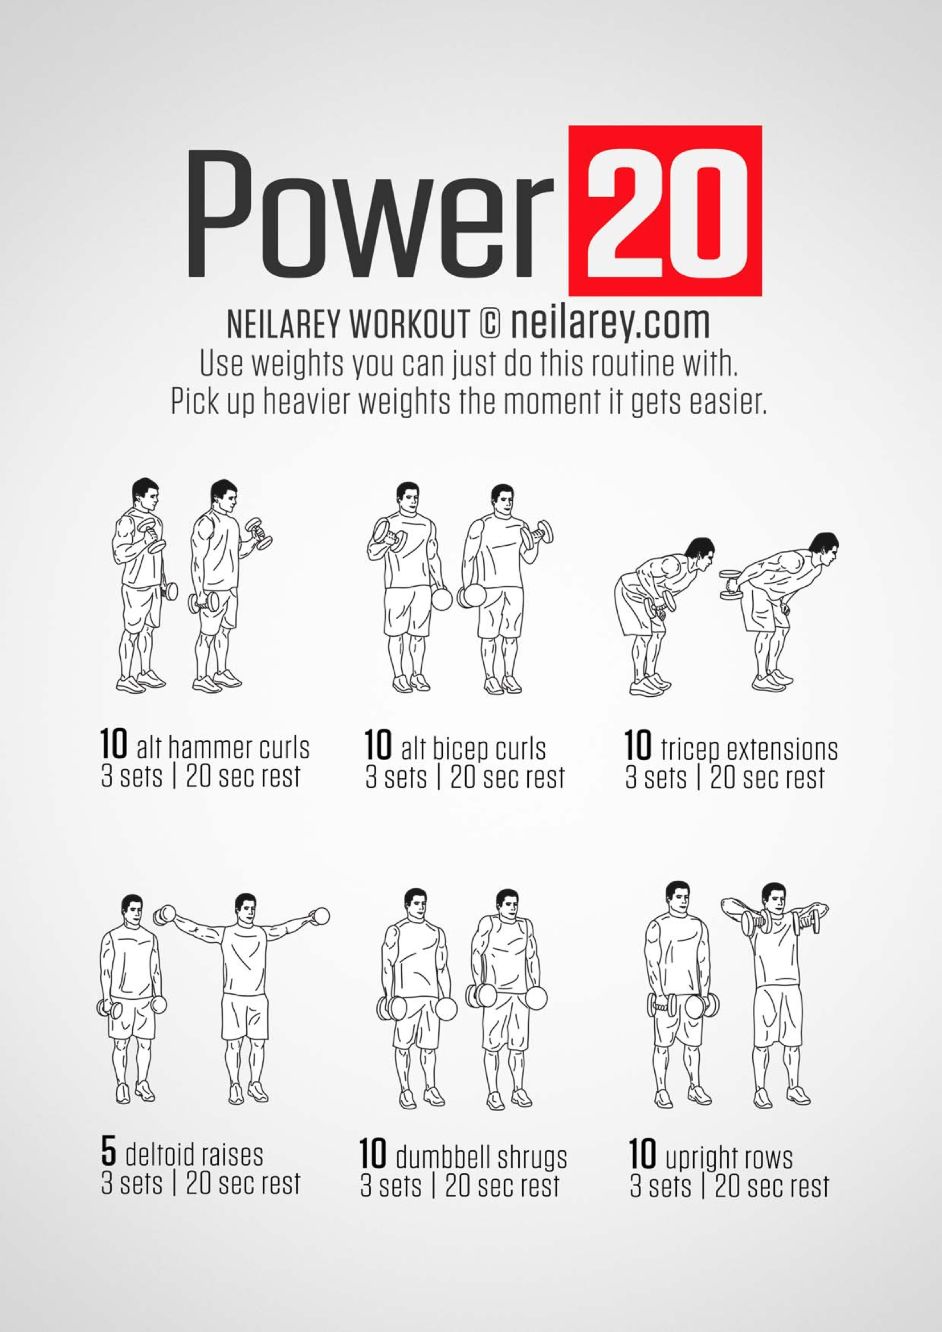 Power 20
NEILAREY WORKOUT © neilarey.com
Use weights you can just do this routine with.
Pick up heavier weights the moment it gets easier.
10 alt hammer curls
3 sets | 20 sec rest
10 alt bicep curls
3 sets | 20 sec rest
10 tricep extensions
3 sets | 20 sec rest
5 deltoid raises
3 sets | 20 sec rest
10 dumbbell shrugs
3 sets | 20 sec rest
10 upright rows
3 sets | 20 sec rest